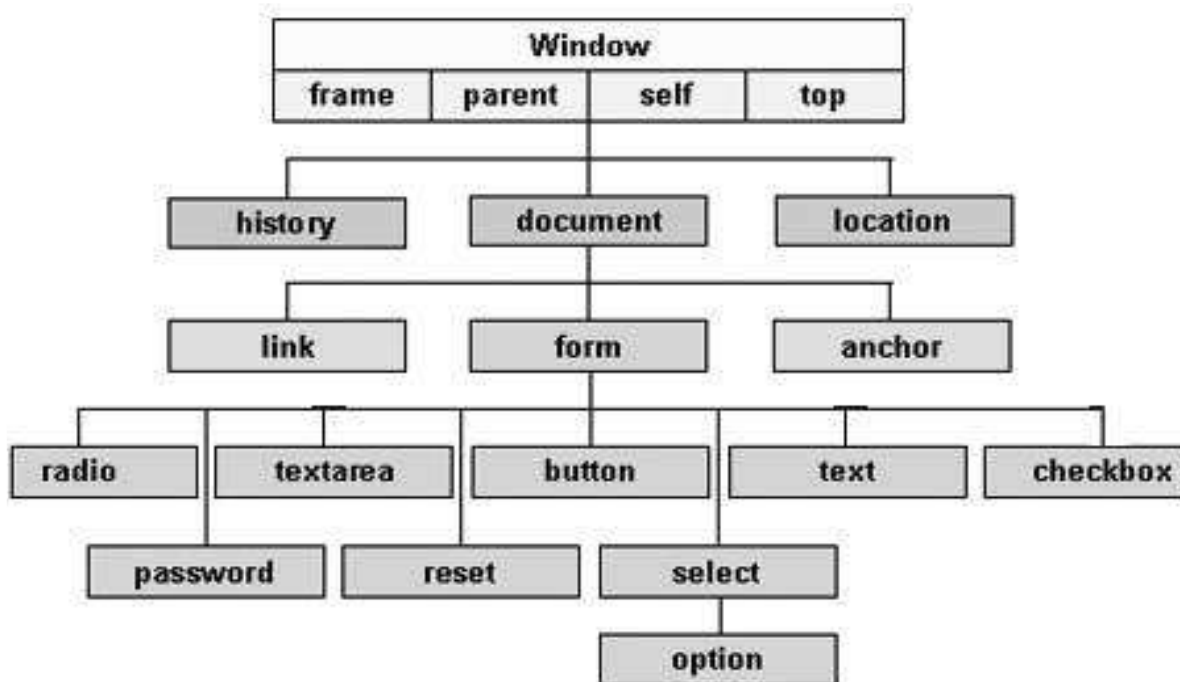 Window
frame parent self top
history document location
link form anchor
radio textarea button text checkbox
password reset select
option